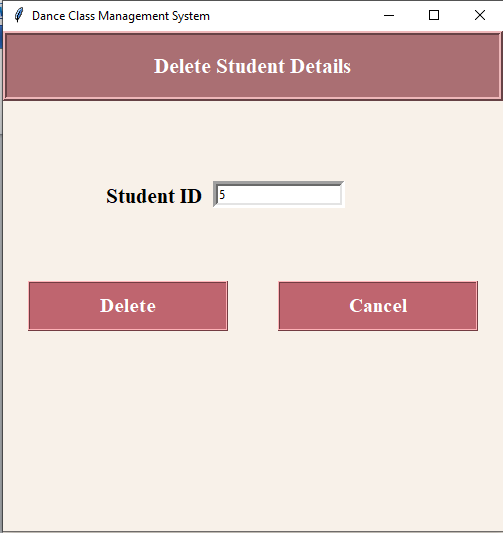 Dance Class Management System
Delete Student Details
Student ID 5
Delete Cancel